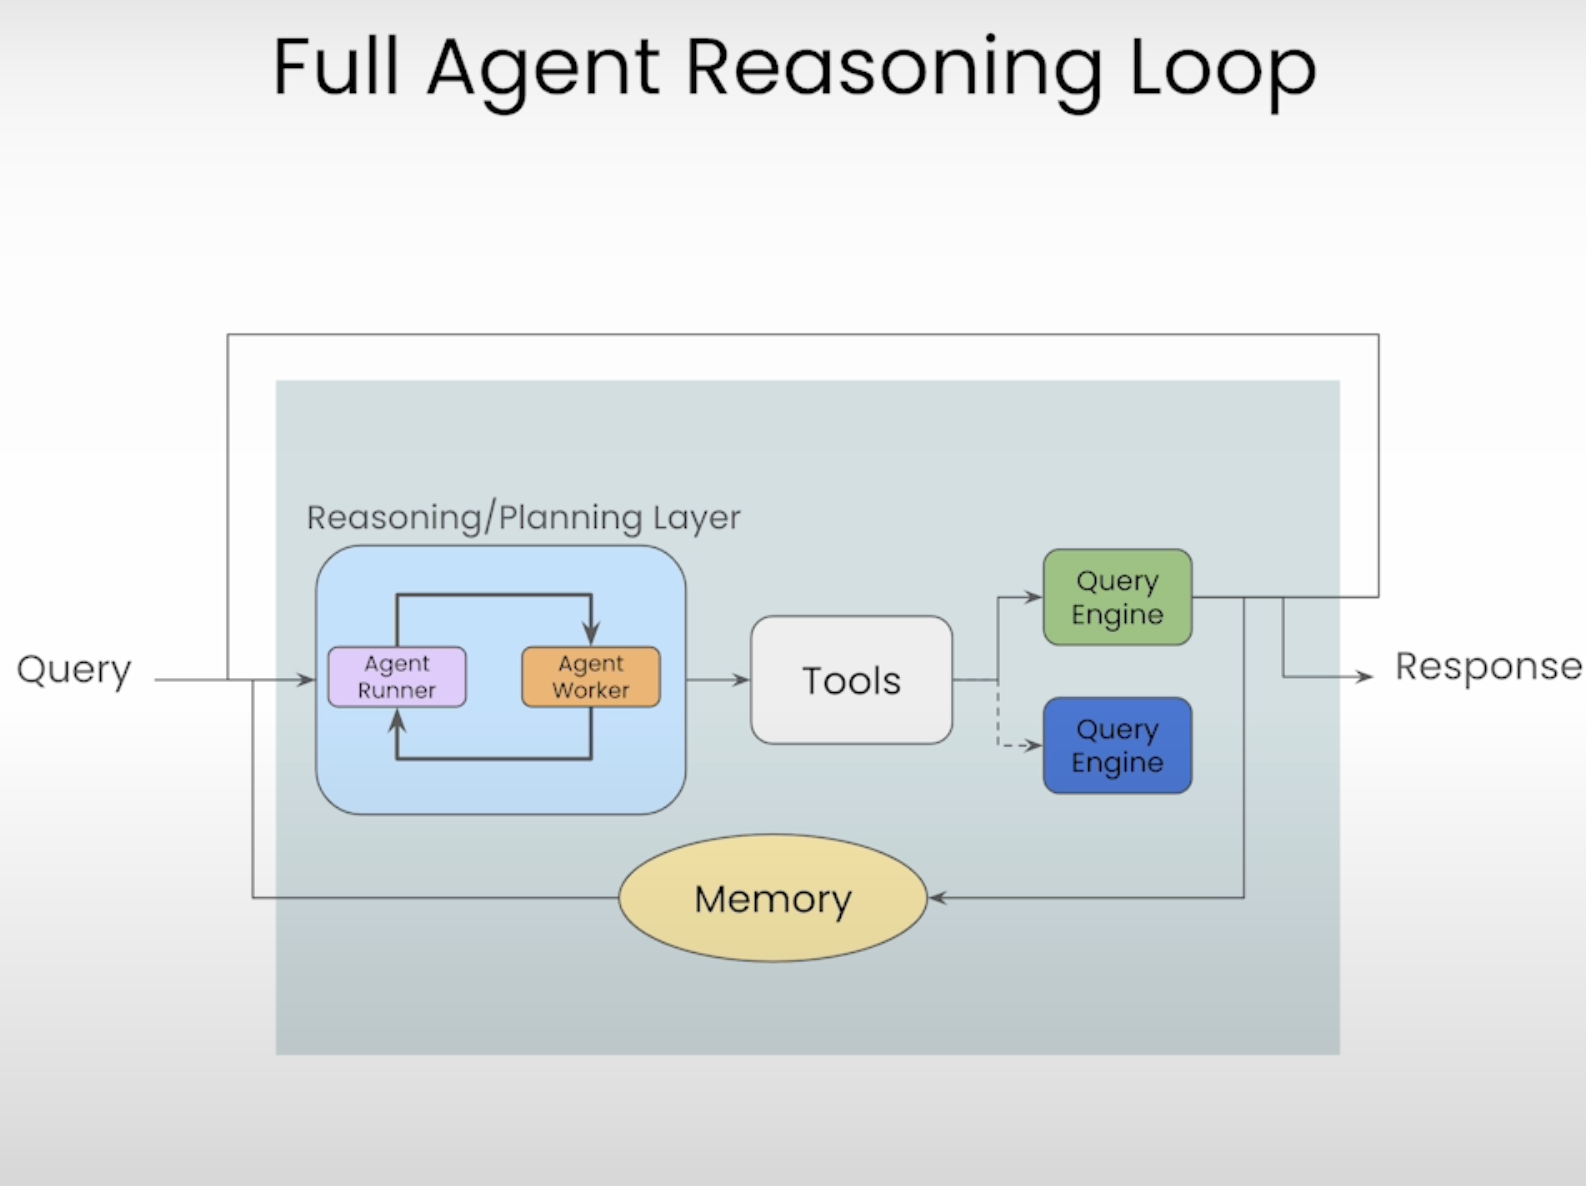 Full Agent Reasoning Loop
Reasoning/Planning Layer
Query
Agent
Runner
Agent
Worker
Tools
Query
Engine
Query
Engine
Response
Memory